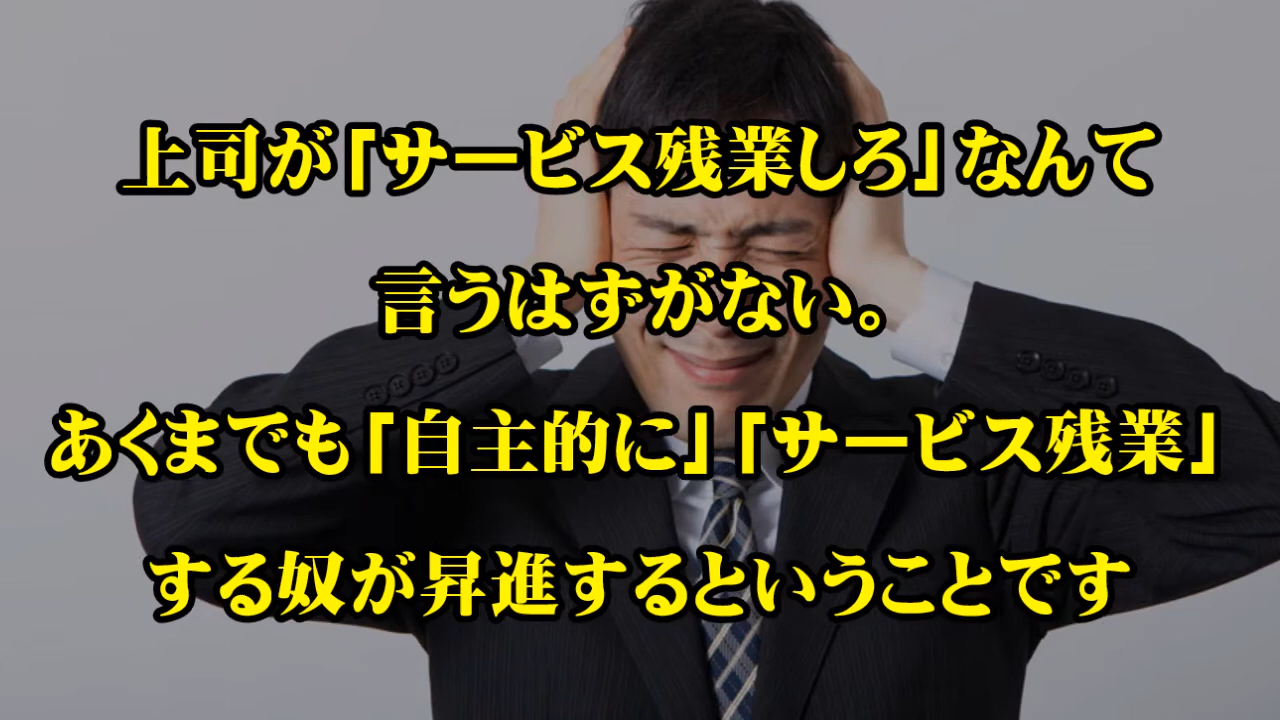 上司が「サービス残業しろ」なんて
言うはずがない。
あくまでも「自主的に」「サービス残業」
する奴が昇進するということです